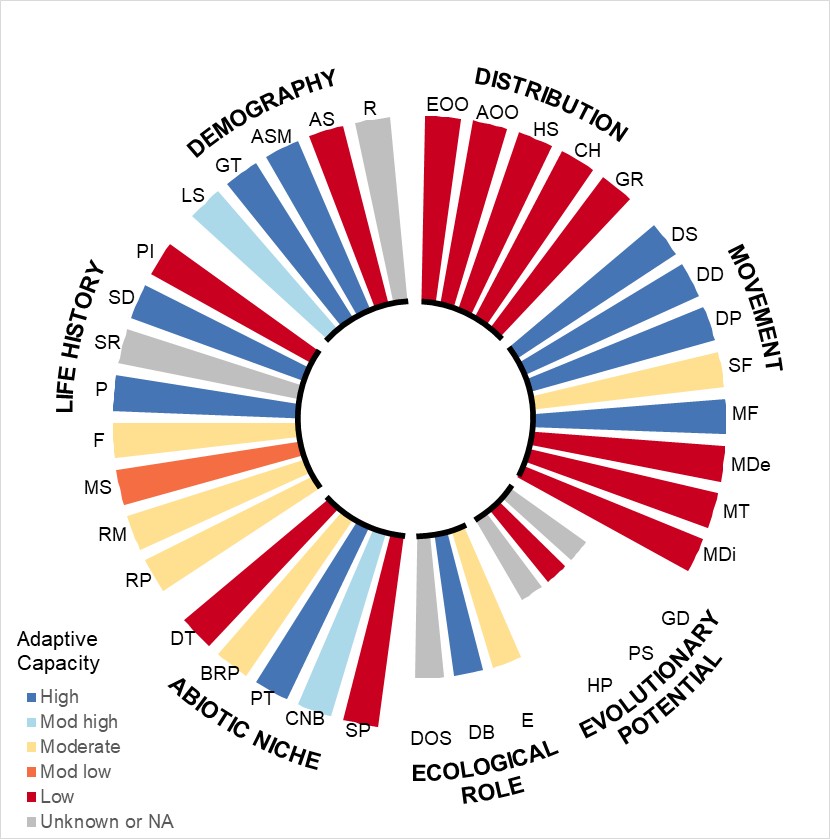 DEMOGRAPHY
R
AS
ASM
GT
LS
DISTRIBUTION
EOO
AOO
HS
CH
GR
MOVEMENT
DS
DD
DP
SF
MF
MDe
MT
MDi
EVOLUTIONARY
POTENTIAL
GD
PS
HP
ECOLOGICAL
ROLE
E
DB
DOS
ABIOTIC NICHE
SP
CNB
PT
BRP
DT
LIFE HISTORY
RP
RM
MS
F
P
SR
SD
PI
Adaptive
Capacity
High
Mod high
Moderate
Mod low
Low
Unknown or NA